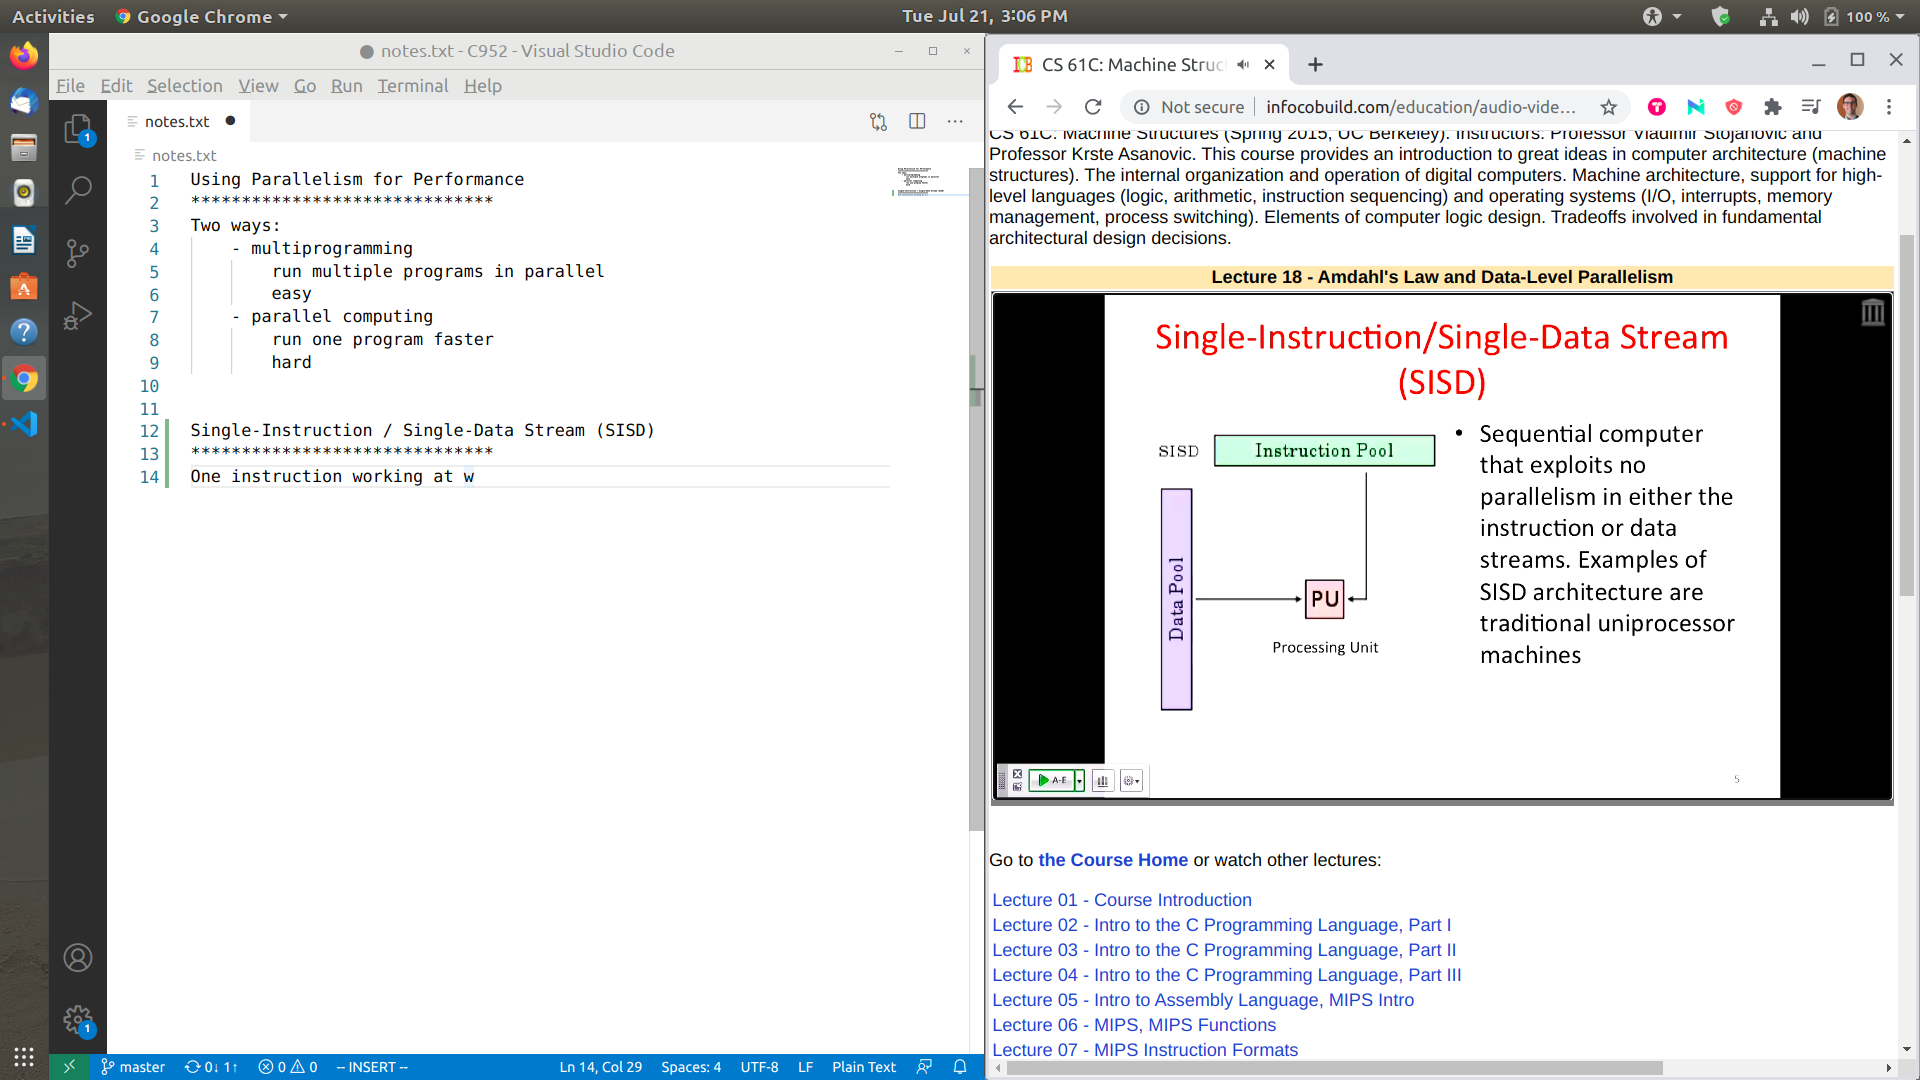 Activities
Google Chrome
Tue Jul 21, 3:06 PM
100 %
notes.txt - C952 - Visual Studio Code
File Edit Selection View Go Run Terminal Help
notes.txt
notes.txt
1 Using Parallelism for Performance
2 ******************************
3 Two ways:
4 - multiprogramming
5 run multiple programs in parallel
6 easy
7 - parallel computing
8 run one program faster
9 hard
10
11
12 Single-Instruction / Single-Data Stream (SISD)
13 ******************************
14 One instruction working at w
1
1
master 0↓ 1↑ 0 0 -- INSERT --
Ln 14, Col 29 Spaces: 4 UTF-8 LF Plain Text
CS 61C: Machine Struc
Not secure infocobuild.com/education/audio-vide...
CS 61C: Machine Structures (Spring 2015, UC Berkeley). Instructors: Professor Vladimir Stojanovic and
Professor Krste Asanovic. This course provides an introduction to great ideas in computer architecture (machine
structures). The internal organization and operation of digital computers. Machine architecture, support for high-
level languages (logic, arithmetic, instruction sequencing) and operating systems (I/O, interrupts, memory
management, process switching). Elements of computer logic design. Tradeoffs involved in fundamental
architectural design decisions.
Lecture 18 - Amdahl's Law and Data-Level Parallelism
Single-Instruction/Single-Data Stream
(SISD)
SISD
Instruction Pool
Data Pool
PU
Processing Unit
• Sequential computer
that exploits no
parallelism in either the
instruction or data
streams. Examples of
SISD architecture are
traditional uniprocessor
machines
A-E
5
Go to the Course Home or watch other lectures:
Lecture 01 - Course Introduction
Lecture 02 - Intro to the C Programming Language, Part I
Lecture 03 - Intro to the C Programming Language, Part II
Lecture 04 - Intro to the C Programming Language, Part III
Lecture 05 - Intro to Assembly Language, MIPS Intro
Lecture 06 - MIPS, MIPS Functions
Lecture 07 - MIPS Instruction Formats